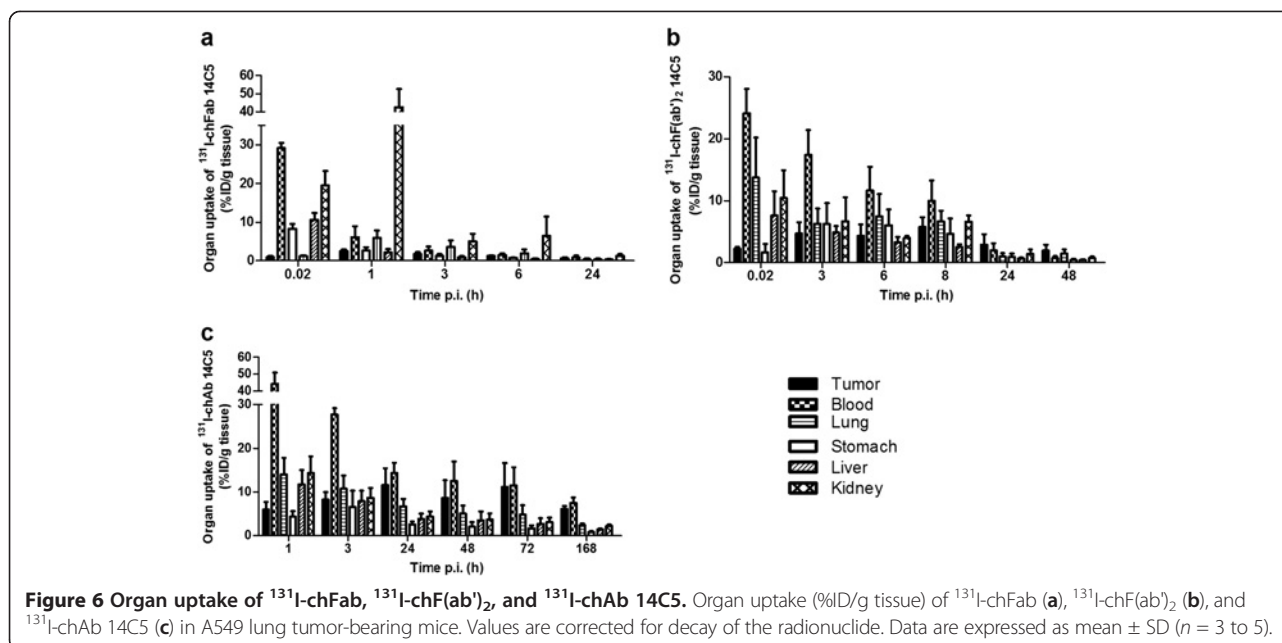 a
Organ uptake of ¹³¹I-chFab 14C5
(%ID/g tissue)
60
50
40
30
20
10
0
0.02 1 3 6 24
Time p.i. (h)
b
Organ uptake of ¹³¹I-chF(ab')₂ 14C5
(%ID/g tissue)
30
20
10
0
0.02 3 6 8 24 48
Time p.i. (h)
c
Organ uptake of ¹³¹I-chAb 14C5
(%ID/g tissue)
60
50
40
30
20
10
0
1 3 24 48 72 168
Time p.i. (h)
Tumor
Blood
Lung
Stomach
Liver
Kidney
Figure 6 Organ uptake of ¹³¹I-chFab, ¹³¹I-chF(ab')₂, and ¹³¹I-chAb 14C5. Organ uptake (%ID/g tissue) of ¹³¹I-chFab (a), ¹³¹I-chF(ab')₂ (b), and
¹³¹I-chAb 14C5 (c) in A549 lung tumor-bearing mice. Values are corrected for decay of the radionuclide. Data are expressed as mean ± SD (n = 3 to 5).